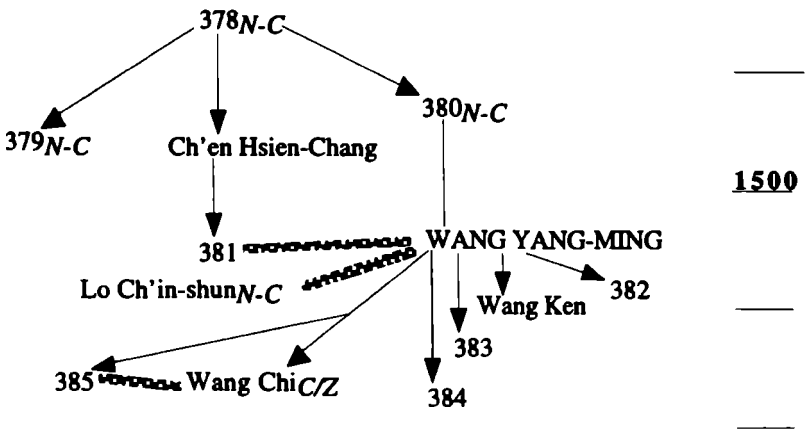 378N-C
380N-C
379N-C
Ch'en Hsien-Chang
1500
381
WANG YANG-MING
Lo Ch'in-shunN-C
382
Wang Ken
383
385
Wang ChiC/Z
384